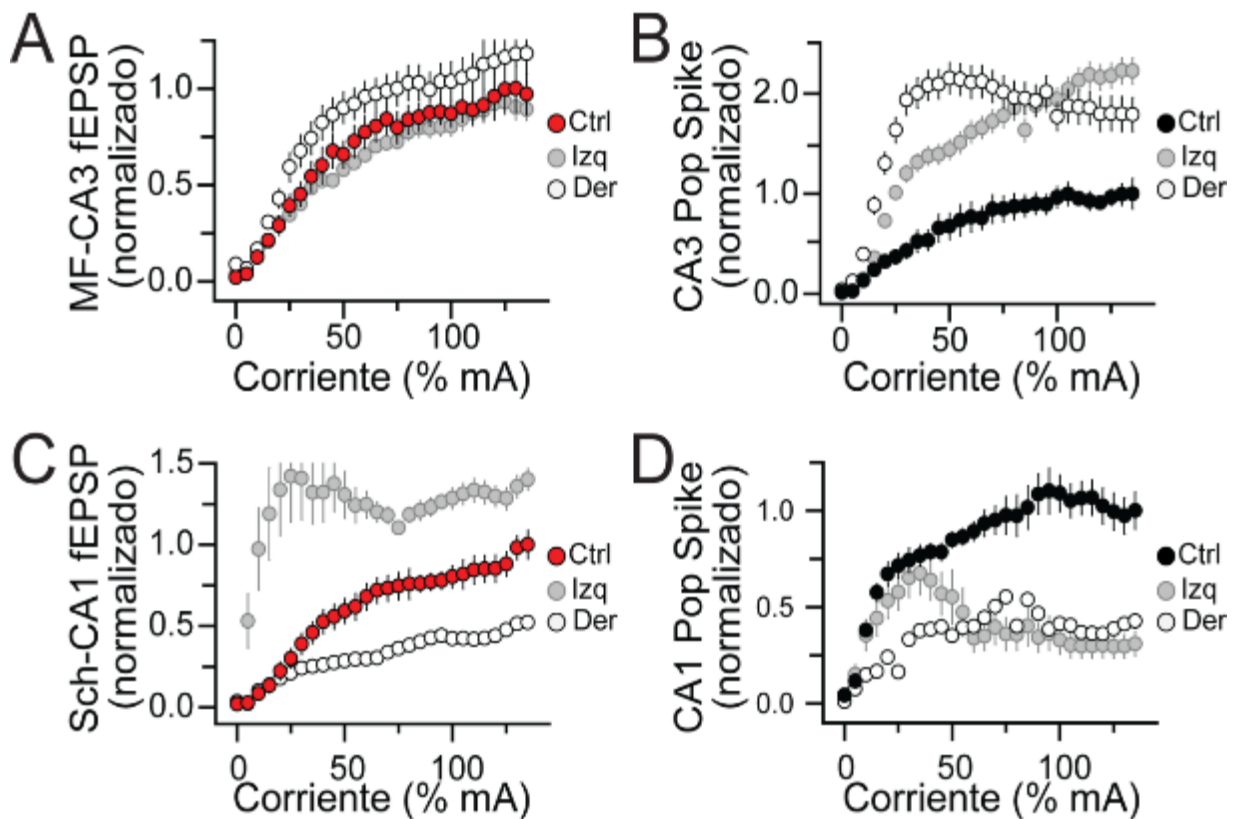 A
MF-CA3 fEPSP
(normalizado)
1.0
0.5
0.0
0
50
100
Corriente (% mA)
Ctrl
Izq
Der
B
CA3 Pop Spike
(normalizado)
2.0
1.0
0.0
0
50
100
Corriente (% mA)
Ctrl
Izq
Der
C
Sch-CA1 fEPSP
(normalizado)
1.5
1.0
0.5
0.0
0
50
100
Corriente (% mA)
Ctrl
Izq
Der
D
CA1 Pop Spike
(normalizado)
1.0
0.5
0.0
0
50
100
Corriente (% mA)
Ctrl
Izq
Der